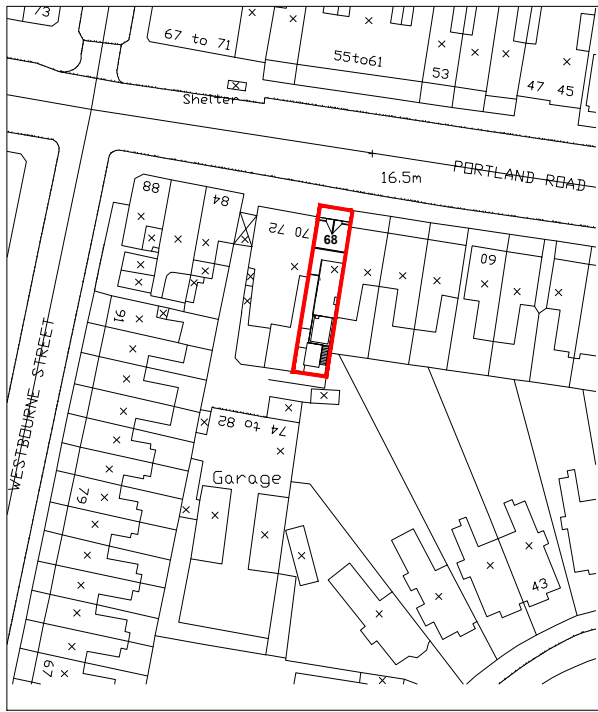 73
67 to 71
55to61
53
47
45
Shelter
PORTLAND ROAD
16.5m
88
84
70 72
68
60
91
WESTBOURNE STREET
74 to 82
Garage
79
43
67